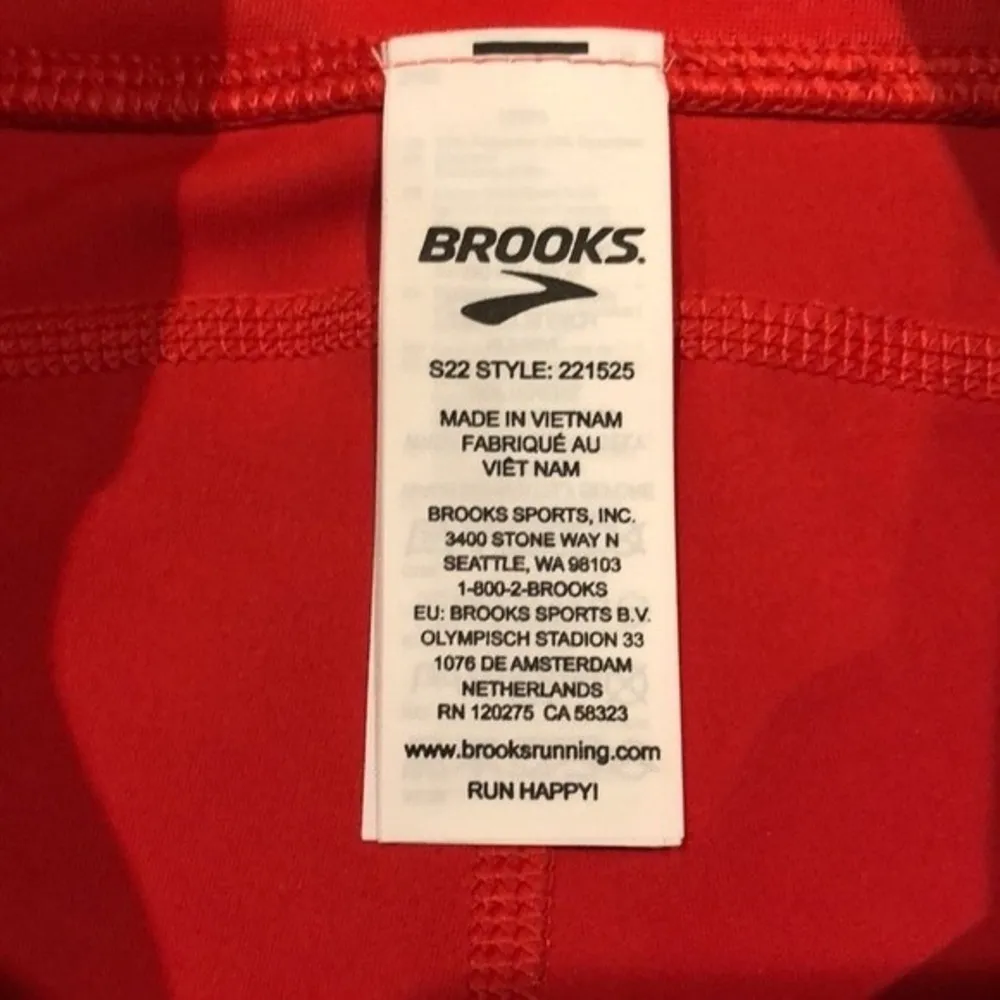 BROOKS.
S22 STYLE: 221525
MADE IN VIETNAM
FABRIQUÉ AU
VIÊT NAM
BROOKS SPORTS, INC.
3400 STONE WAY N
SEATTLE, WA 98103
1-800-2-BROOKS
EU: BROOKS SPORTS B.V.
OLYMPISCH STADION 33
1076 DE AMSTERDAM
NETHERLANDS
RN 120275 CA 58323
www.brooksrunning.com
RUN HAPPY!